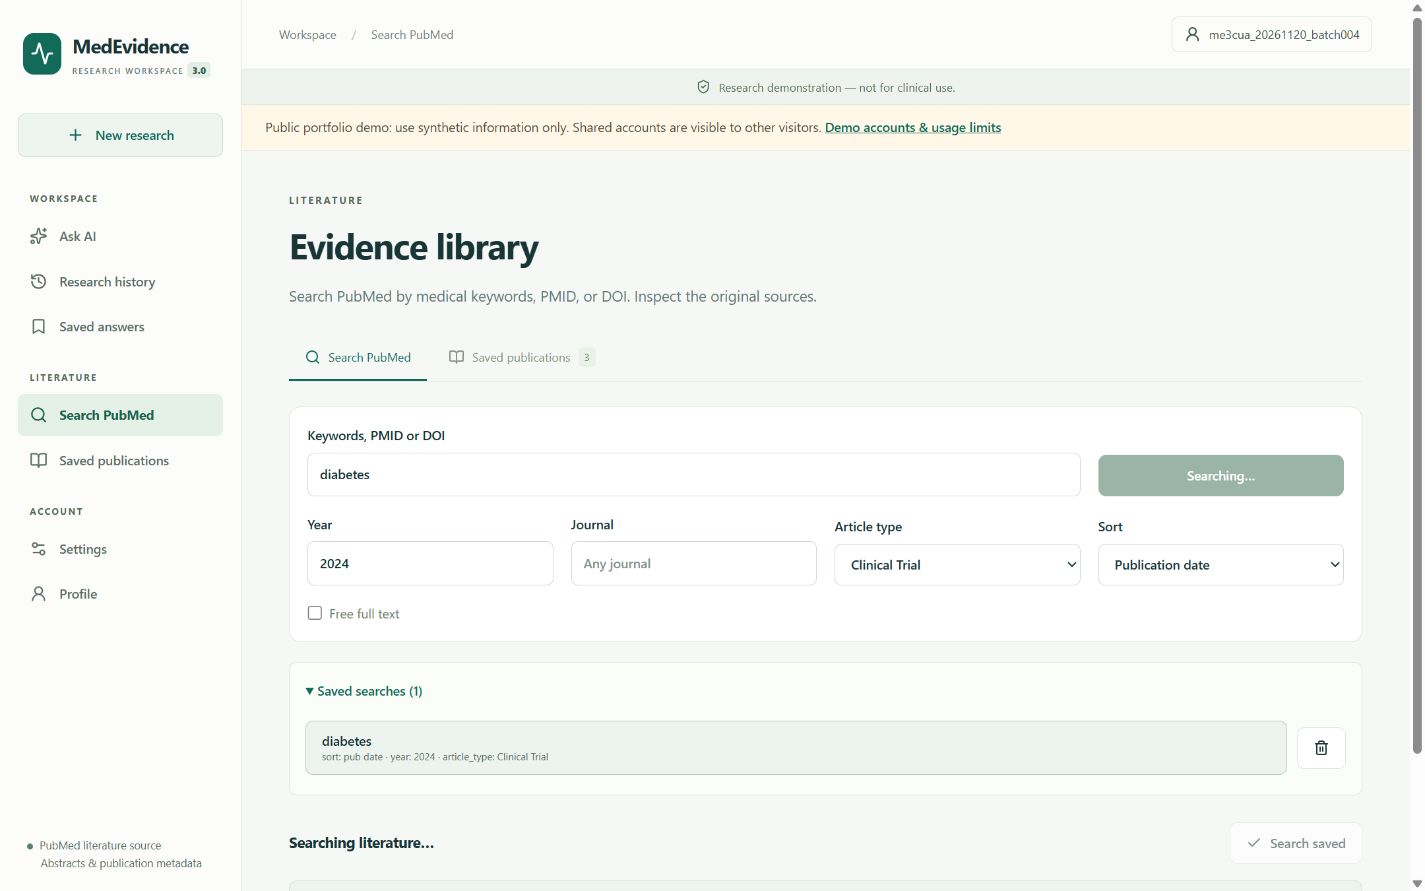 MedEvidence
RESEARCH WORKSPACE 3.0
New research
WORKSPACE
Ask AI
Research history
Saved answers
LITERATURE
Search PubMed
Saved publications
ACCOUNT
Settings
Profile
PubMed literature source
Abstracts & publication metadata
Workspace / Search PubMed
me3cua_20261120_batch004
Research demonstration — not for clinical use.
Public portfolio demo: use synthetic information only. Shared accounts are visible to other visitors. Demo accounts & usage limits
LITERATURE
Evidence library
Search PubMed by medical keywords, PMID, or DOI. Inspect the original sources.
Search PubMed Saved publications 3
Keywords, PMID or DOI
diabetes Searching...
Year Journal Article type Sort
2024 Any journal Clinical Trial Publication date
Free full text
Saved searches (1)
diabetes
sort: pub date · year: 2024 · article_type: Clinical Trial
Searching literature... Search saved